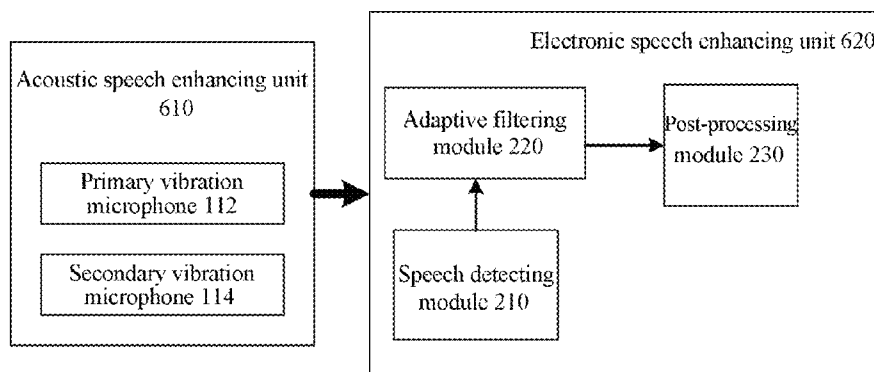 Acoustic speech enhancing unit
610
Primary vibration
microphone 112
Secondary vibration
microphone 114
Electronic speech enhancing unit 620
Adaptive filtering
module 220
Post-processing
module 230
Speech detecting
module 210